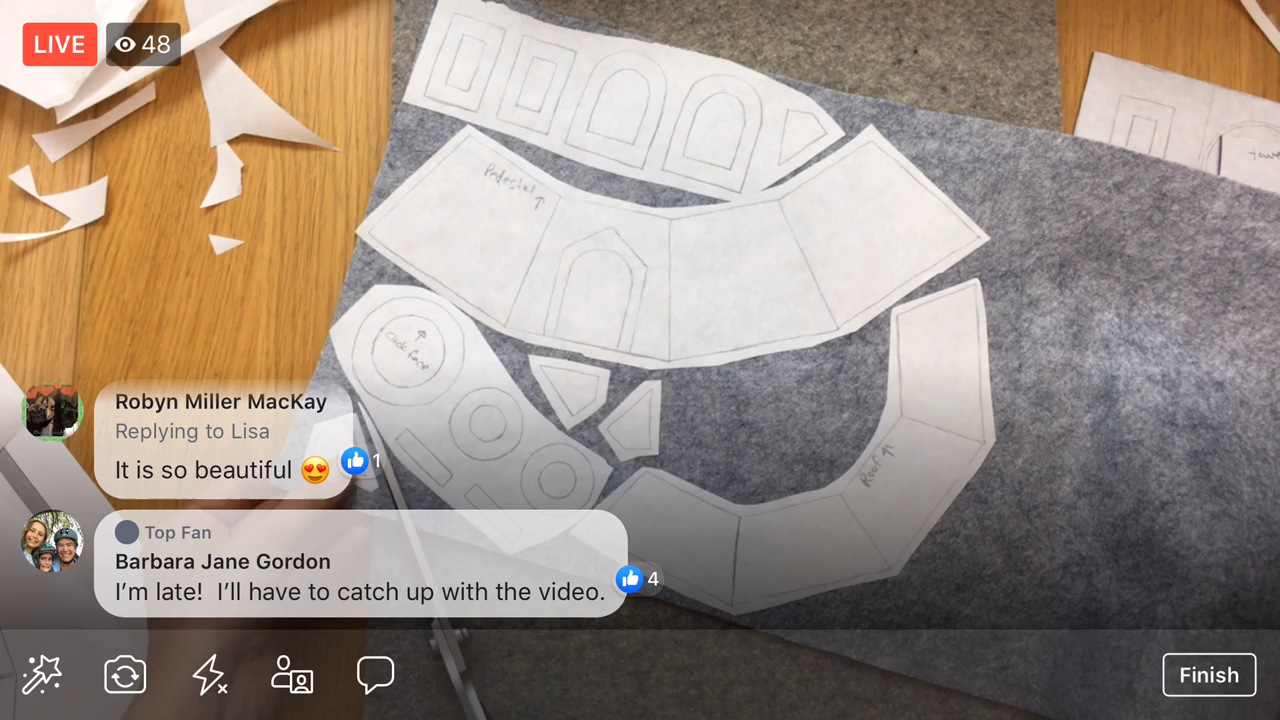 LIVE
48
Pedestal
tower
Click face
Roof
Robyn Miller MacKay
Replying to Lisa
It is so beautiful 😍
1
Top Fan
Barbara Jane Gordon
I'm late!  I'll have to catch up with the video.
4
Finish